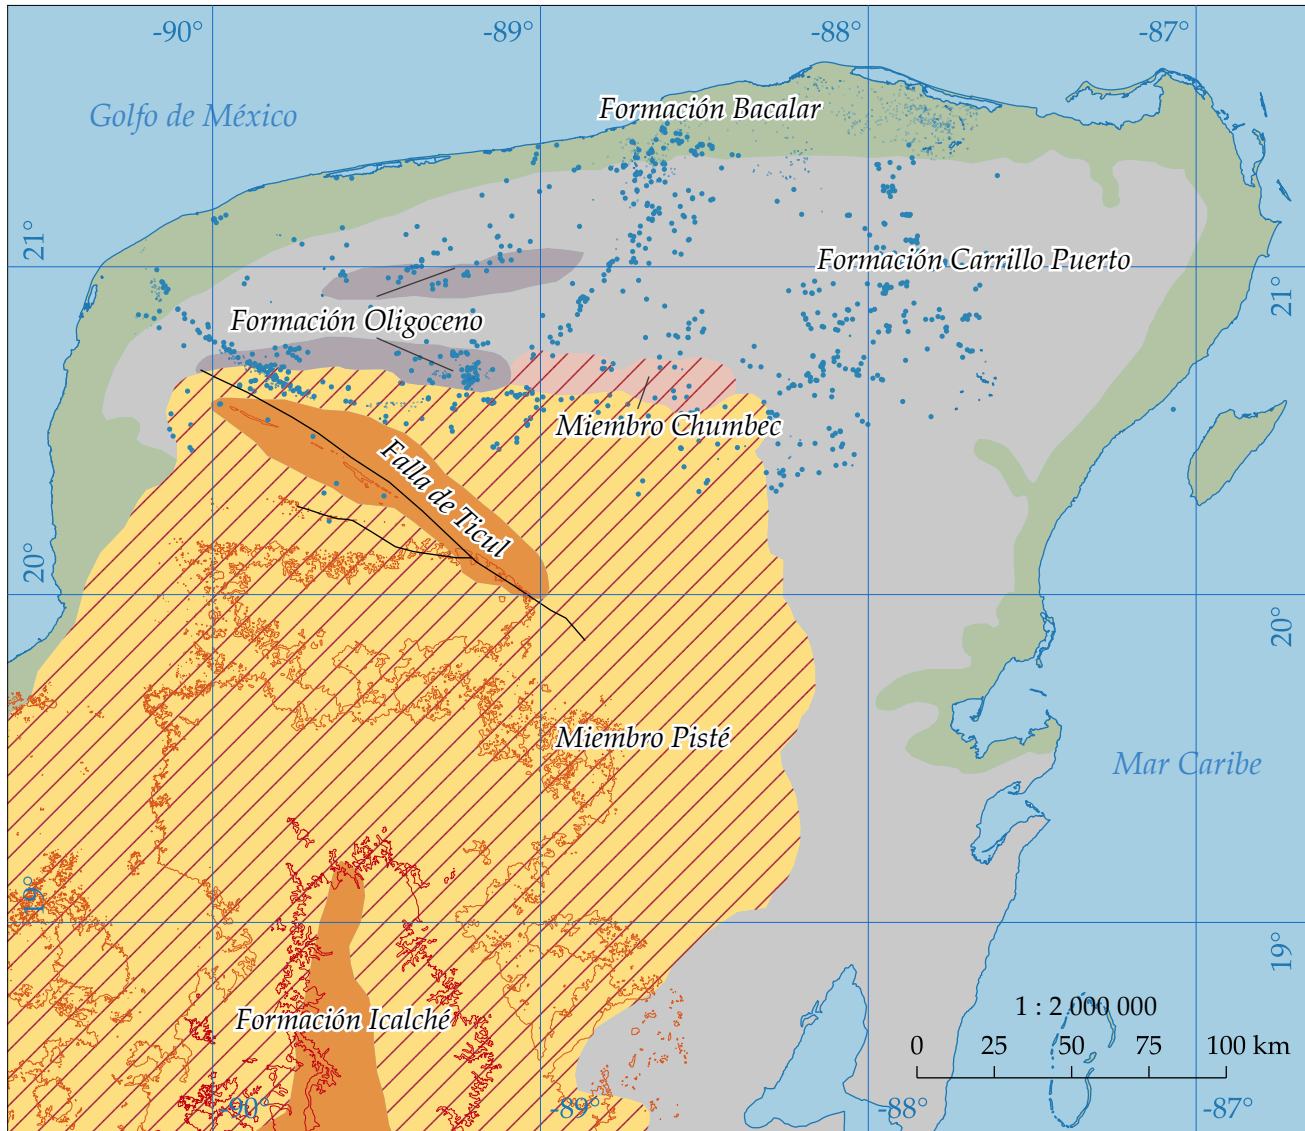 -90°
-89°
-88°
-87°
Golfo de México
Formación Bacalar
21°
Formación Carrillo Puerto
21°
Formación Oligoceno
Miembro Chumbec
Falla de Ticul
20°
20°
Miembro Pisté
Mar Caribe
19°
19°
Formación Icalché
1 : 2 000 000
0 25 50 75 100 km
-90°
-89°
-88°
-87°